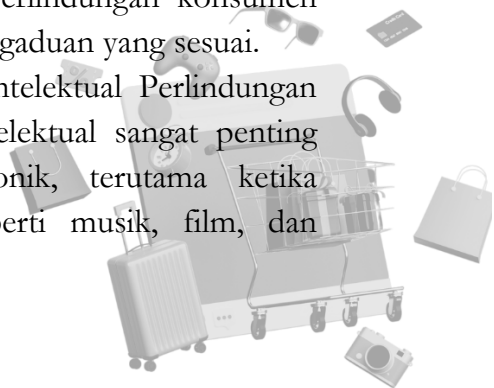 erlindungan konsumen
gaduan yang sesuai.
ntelektual Perlindungan
elektual sangat penting
onik, terutama ketika
perti musik, film, dan